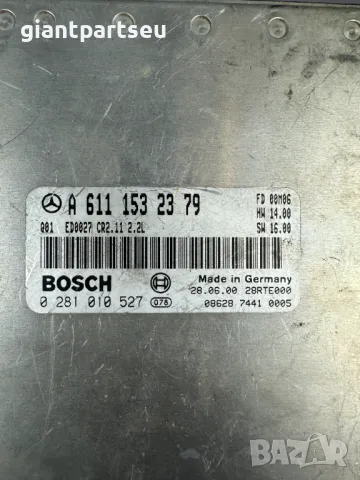 giantpartseu
A 611 153 23 79
FD 00M06
HW 14.00
SW 16.00
Q01 ED0027 CR2.11 2.2L
BOSCH
Made in Germany
0 281 010 527 Q78
28.06.00 28RTE000
08628 7441 0005
BAZAR